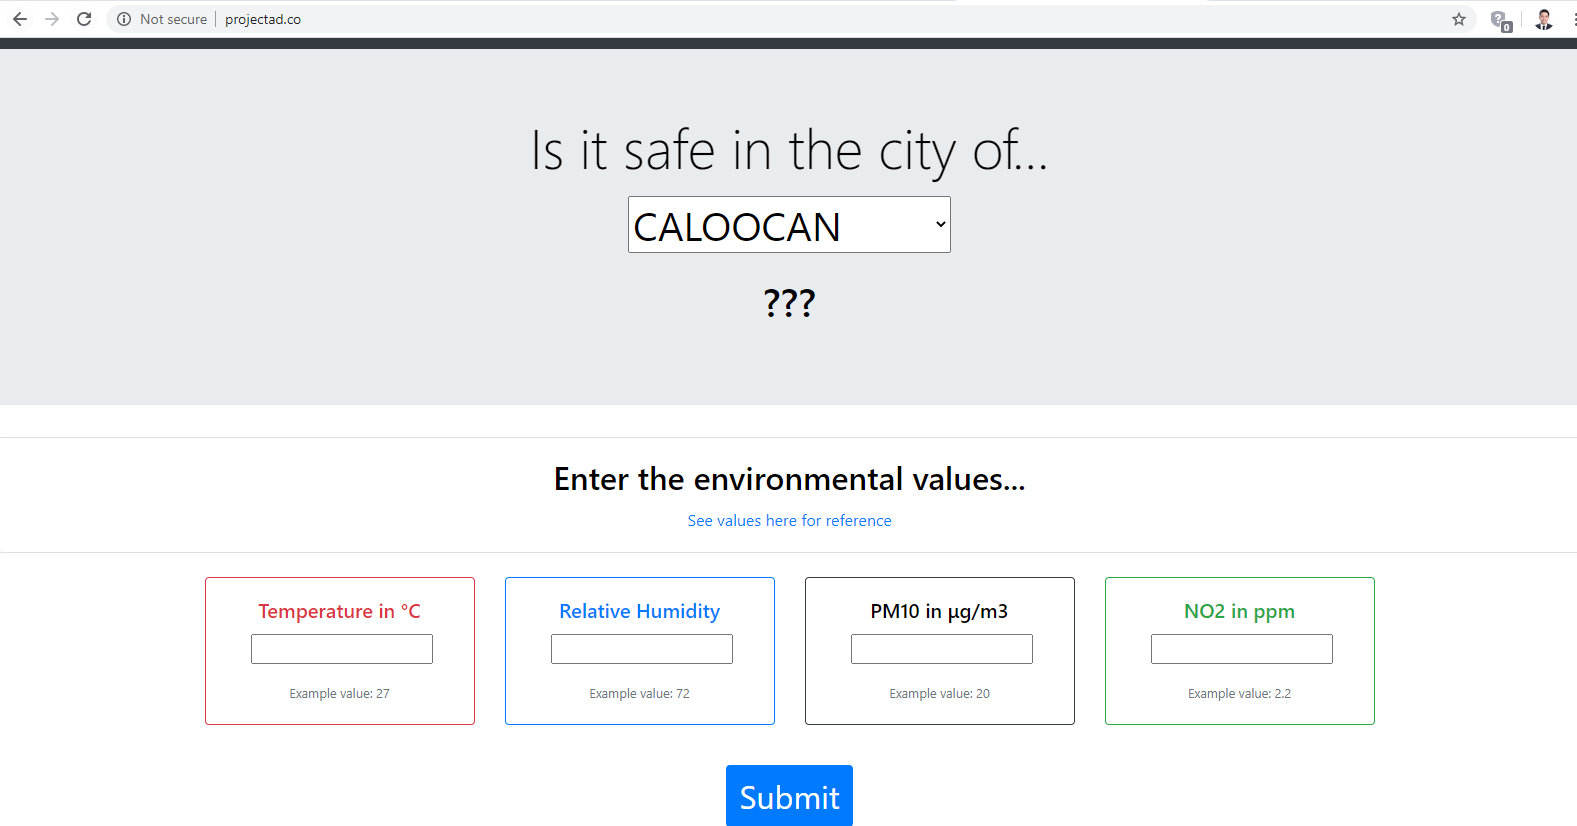 Not secure | projectad.co
0
Is it safe in the city of...
CALOOCAN
???
Enter the environmental values...
See values here for reference
Temperature in °C
Example value: 27
Relative Humidity
Example value: 72
PM10 in µg/m3
Example value: 20
NO2 in ppm
Example value: 2.2
Submit